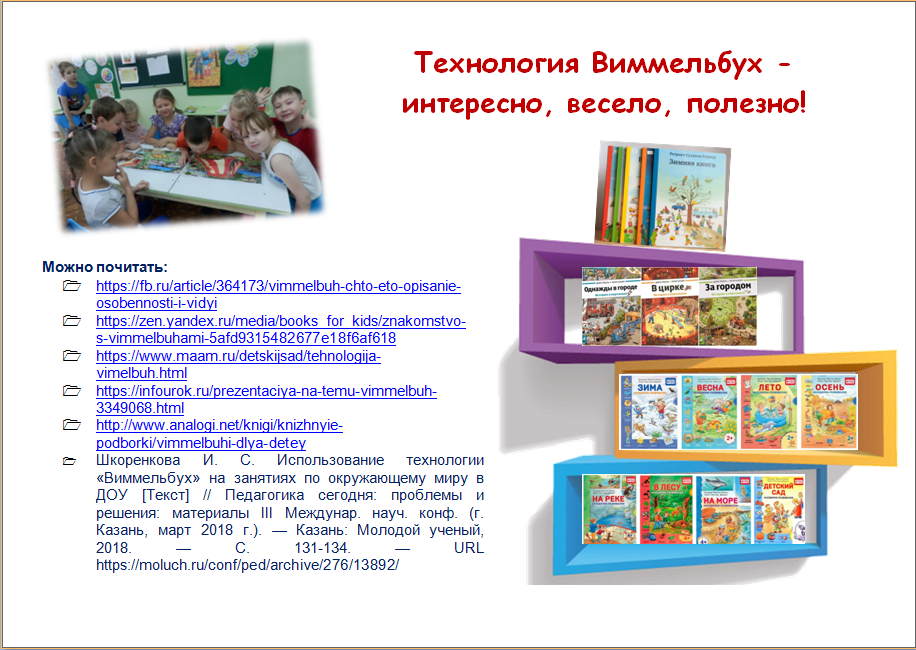 Технология Виммельбух -
интересно, весело, полезно!
Можно почитать:
https://fb.ru/article/364173/vimmelbuh-chto-eto-opisanie-
osobennosti-i-vidyi
https://zen.yandex.ru/media/books_for_kids/znakomstvo-
s-vimmelbuhami-5afd9315482677e18f6af618
https://www.maam.ru/detskijsad/tehnologija-
vimelbuh.html
https://infourok.ru/prezentaciya-na-temu-vimmelbuh-
3349068.html
http://www.analogi.net/knigi/knizhnyie-
podborki/vimmelbuhi-dlya-detey
Шкоренкова И. С. Использование технологии
«Виммельбух» на занятиях по окружающему миру в
ДОУ [Текст] // Педагогика сегодня: проблемы и
решения: материалы III Междунар. науч. конф. (г.
Казань, март 2018 г.). — Казань: Молодой ученый,
2018. — С. 131-134. — URL
https://moluch.ru/conf/ped/archive/276/13892/
Зимняя книга
Однажды в городе
В цирке
За городом
ЗИМА
ВЕСНА
ЛЕТО
ОСЕНЬ
НА РЕКЕ
В ЛЕСУ
НА МОРЕ
ДЕТСКИЙ
САД